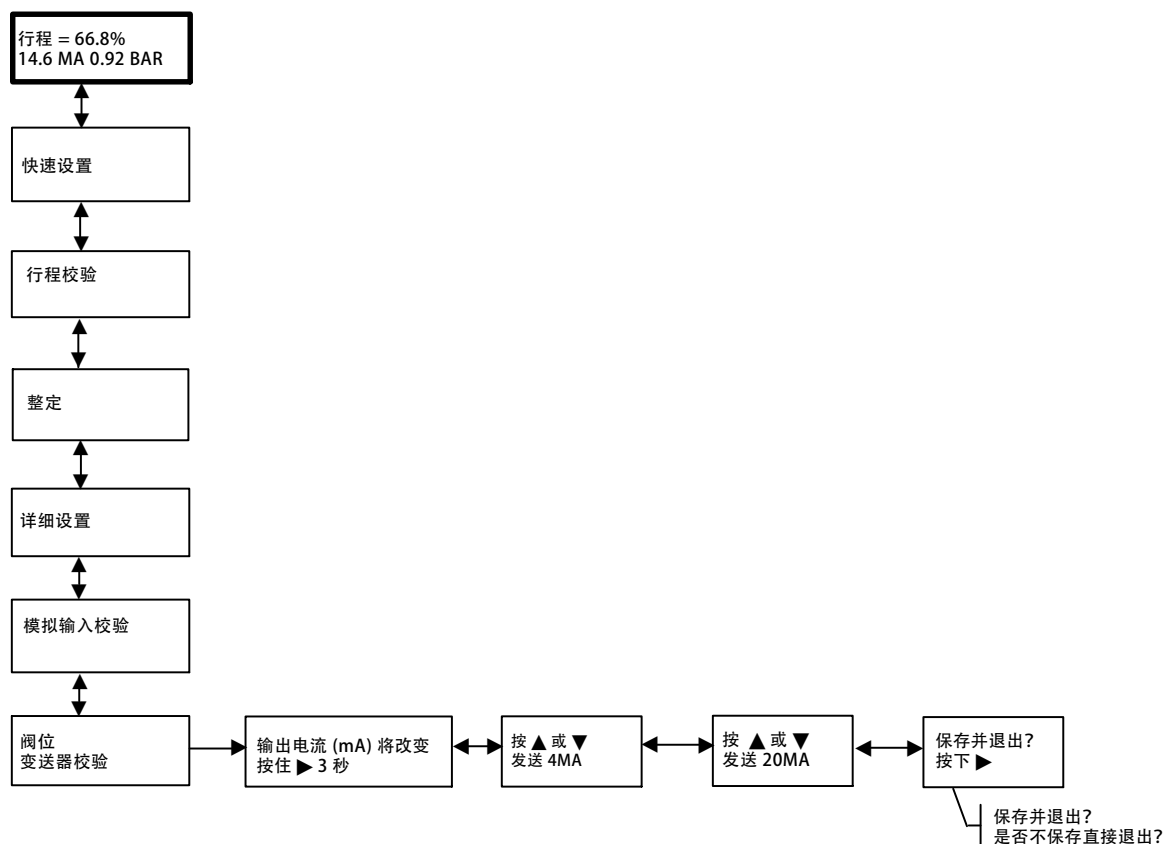 行程 = 66.8%
14.6 MA 0.92 BAR
快速设置
行程校验
整定
详细设置
模拟输入校验
阀位
变送器校验
输出电流 (mA) 将改变
按住 ▶ 3 秒
按 ▲ 或 ▼
发送 4MA
按 ▲ 或 ▼
发送 20MA
保存并退出?
按下 ▶
保存并退出?
是否不保存直接退出?